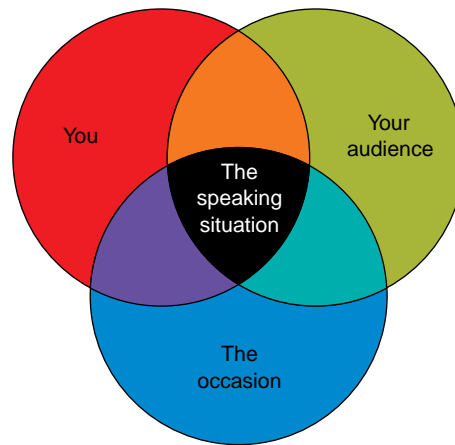 You
Your
audience
The
speaking
situation
The
occasion